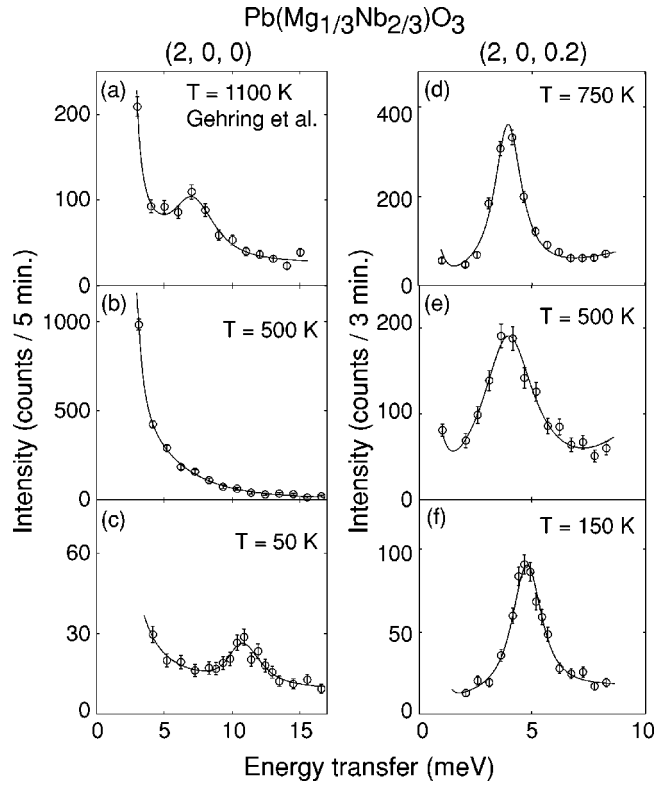 Pb(Mg1/3Nb2/3)O3
(2, 0, 0)
(2, 0, 0.2)
(a)
T = 1100 K
Gehring et al.
200
100
0
(b)
T = 500 K
1000
500
0
(c)
T = 50 K
60
30
0
0 5 10 15
Intensity (counts / 5 min.)
(d)
T = 750 K
400
200
0
(e)
T = 500 K
200
100
0
(f)
T = 150 K
100
50
0
0 5 10
Intensity (counts / 3 min.)
Energy transfer (meV)